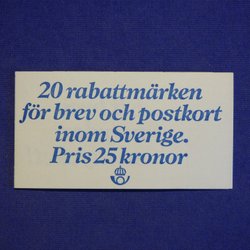 20 rabattmärken
för brev och postkort
inom Sverige.
Pris 25 kronor